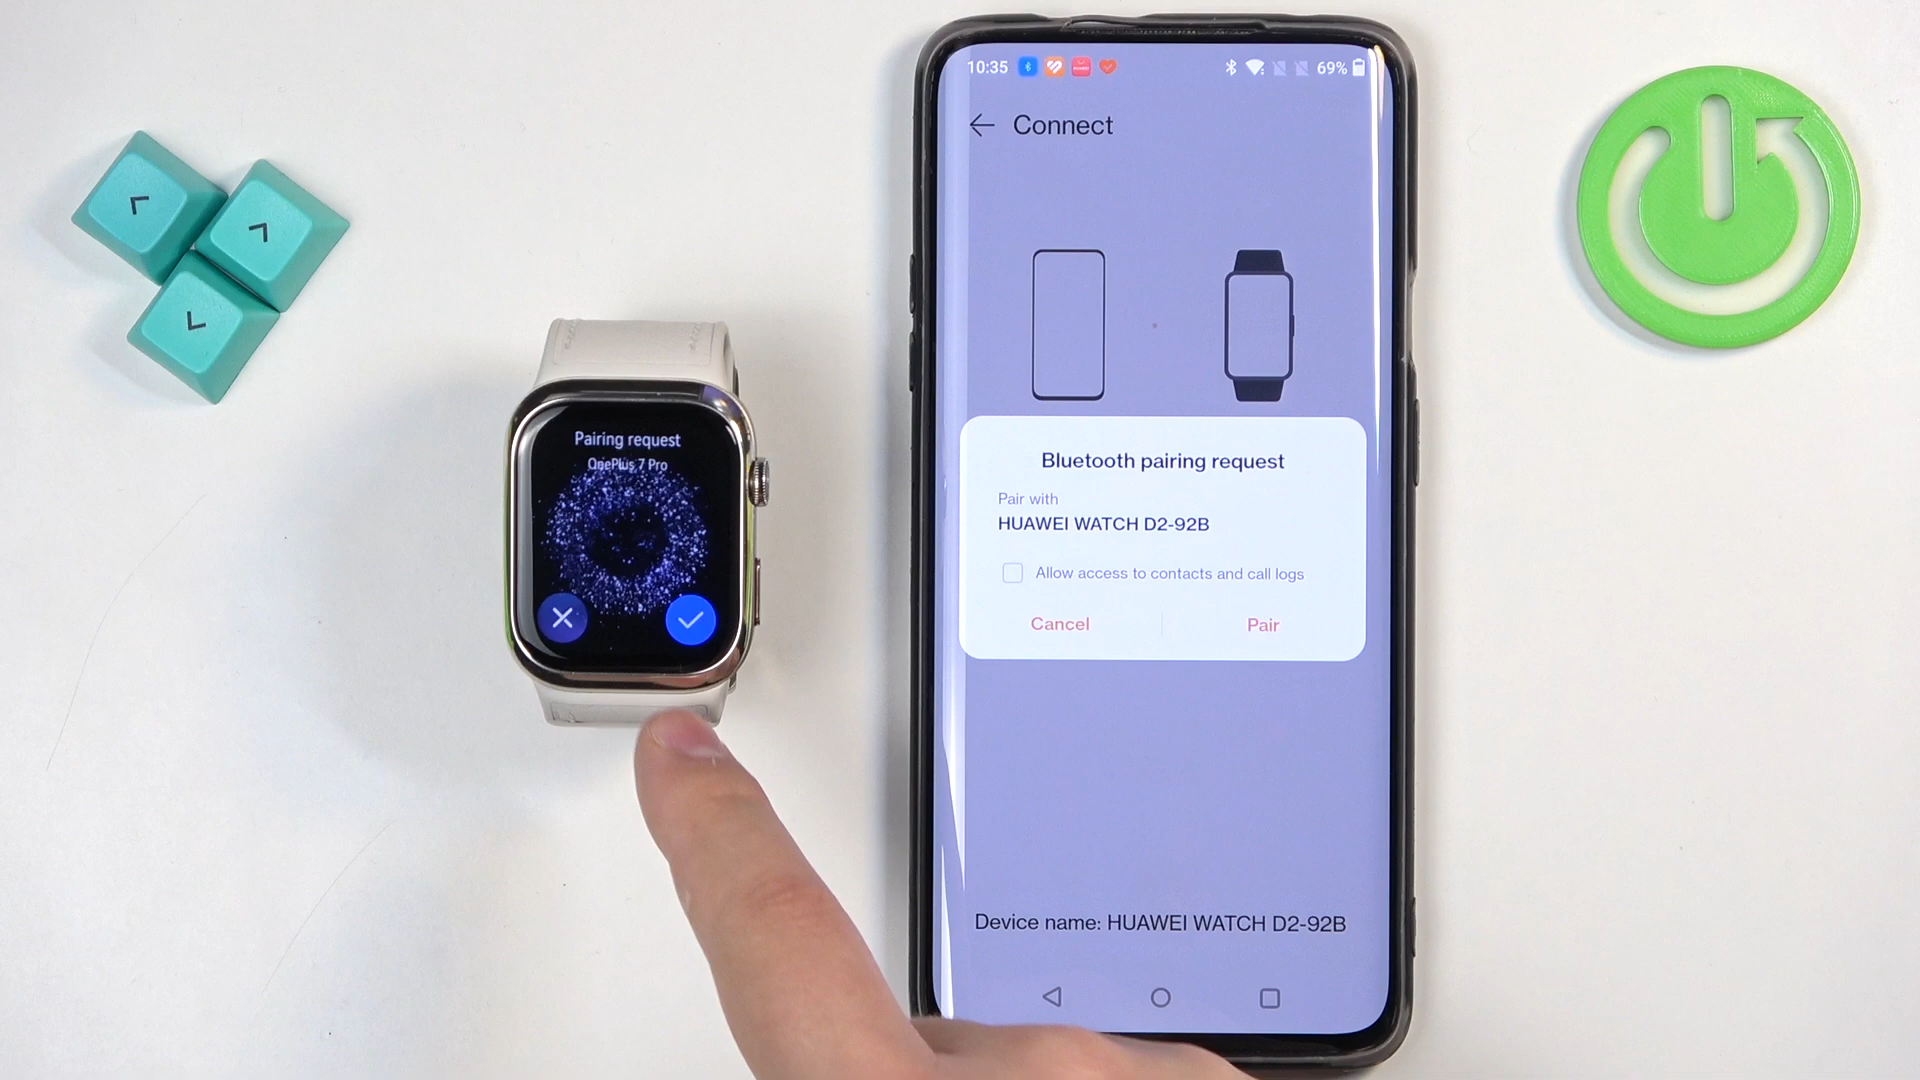 Pairing request
OnePlus 7 Pro
10:35
69%
Connect
Bluetooth pairing request
Pair with
HUAWEI WATCH D2-92B
Allow access to contacts and call logs
Cancel
Pair
Device name: HUAWEI WATCH D2-92B